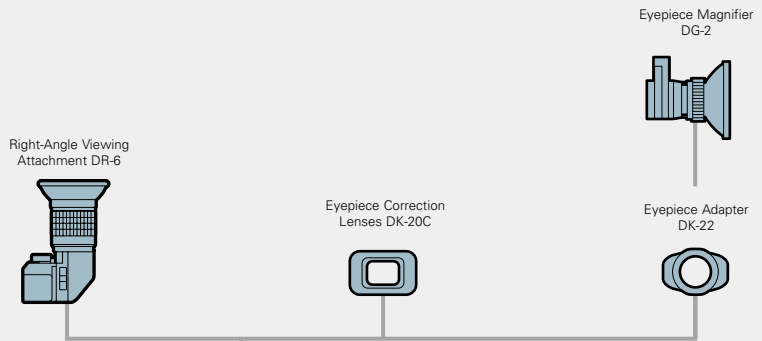 Eyepiece Magnifier
DG-2
Right-Angle Viewing
Attachment DR-6
Eyepiece Correction
Lenses DK-20C
Eyepiece Adapter
DK-22